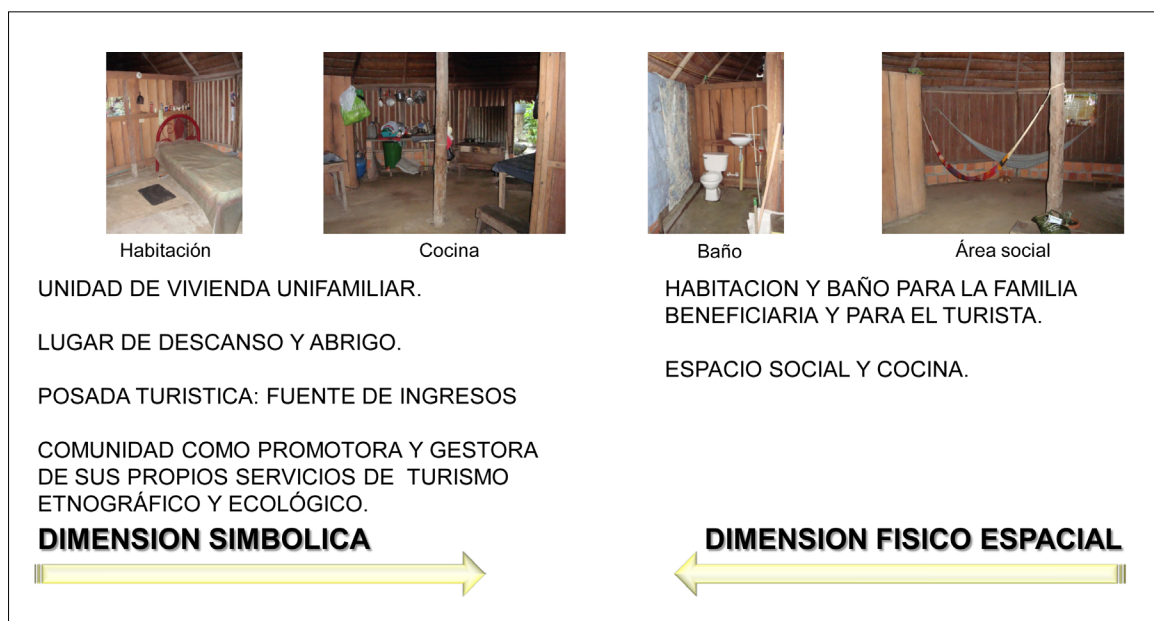 Habitación
Cocina
Baño
Área social
UNIDAD DE VIVIENDA UNIFAMILIAR.
LUGAR DE DESCANSO Y ABRIGO.
POSADA TURISTICA: FUENTE DE INGRESOS
COMUNIDAD COMO PROMOTORA Y GESTORA
DE SUS PROPIOS SERVICIOS DE TURISMO
ETNOGRÁFICO Y ECOLÓGICO.
DIMENSION SIMBOLICA
HABITACION Y BAÑO PARA LA FAMILIA
BENEFICIARIA Y PARA EL TURISTA.
ESPACIO SOCIAL Y COCINA.
DIMENSION FISICO ESPACIAL